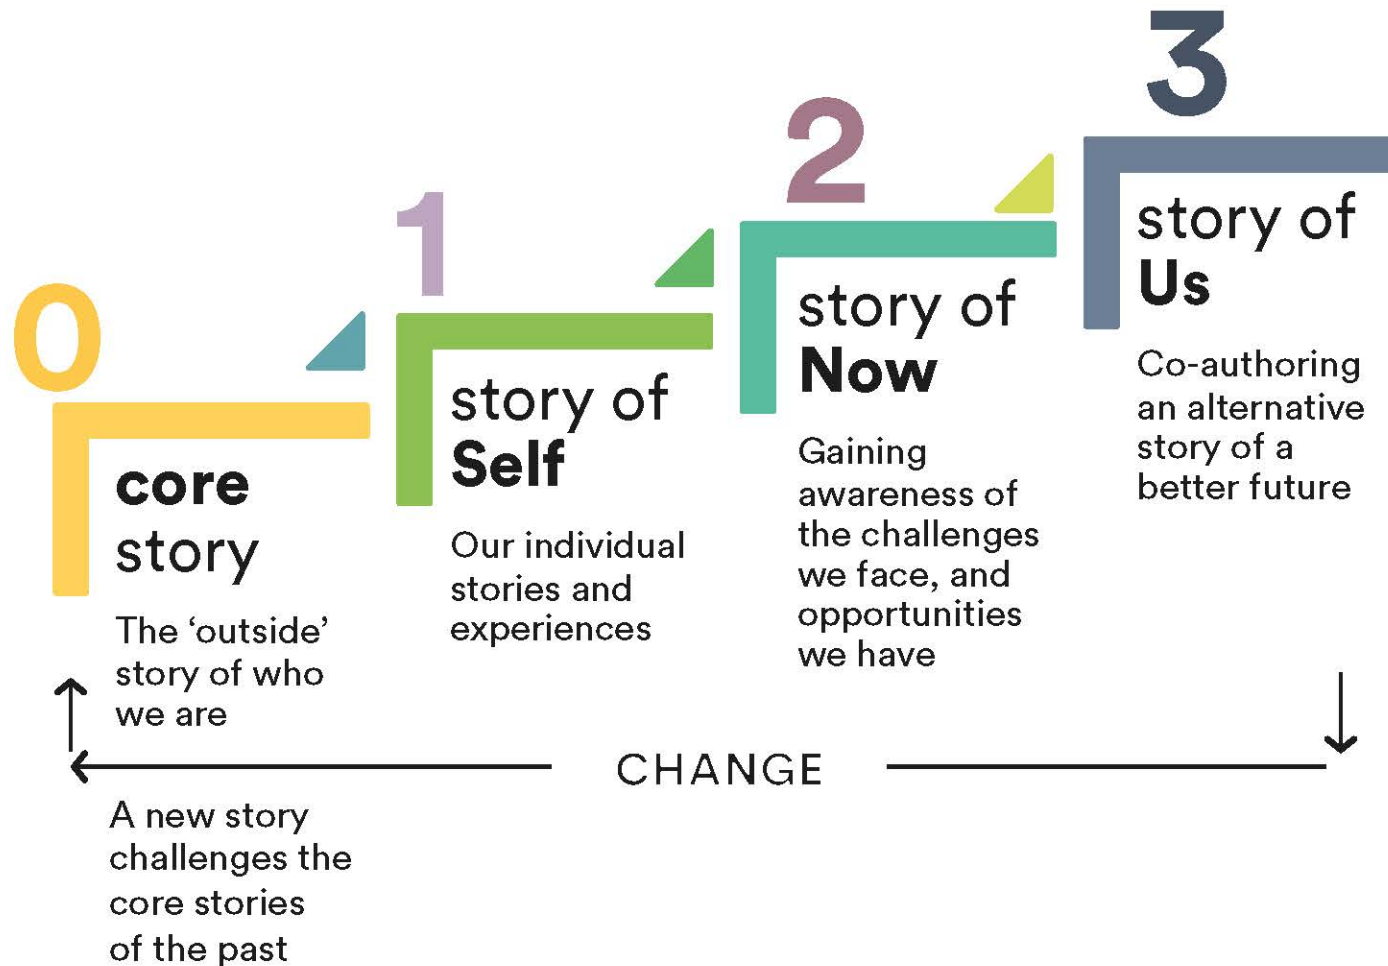 0
core
story
The ‘outside’
story of who
we are
1
story of
Self
Our individual
stories and
experiences
2
story of
Now
Gaining
awareness of
the challenges
we face, and
opportunities
we have
3
story of
Us
Co-authoring
an alternative
story of a
better future
CHANGE
A new story
challenges the
core stories
of the past